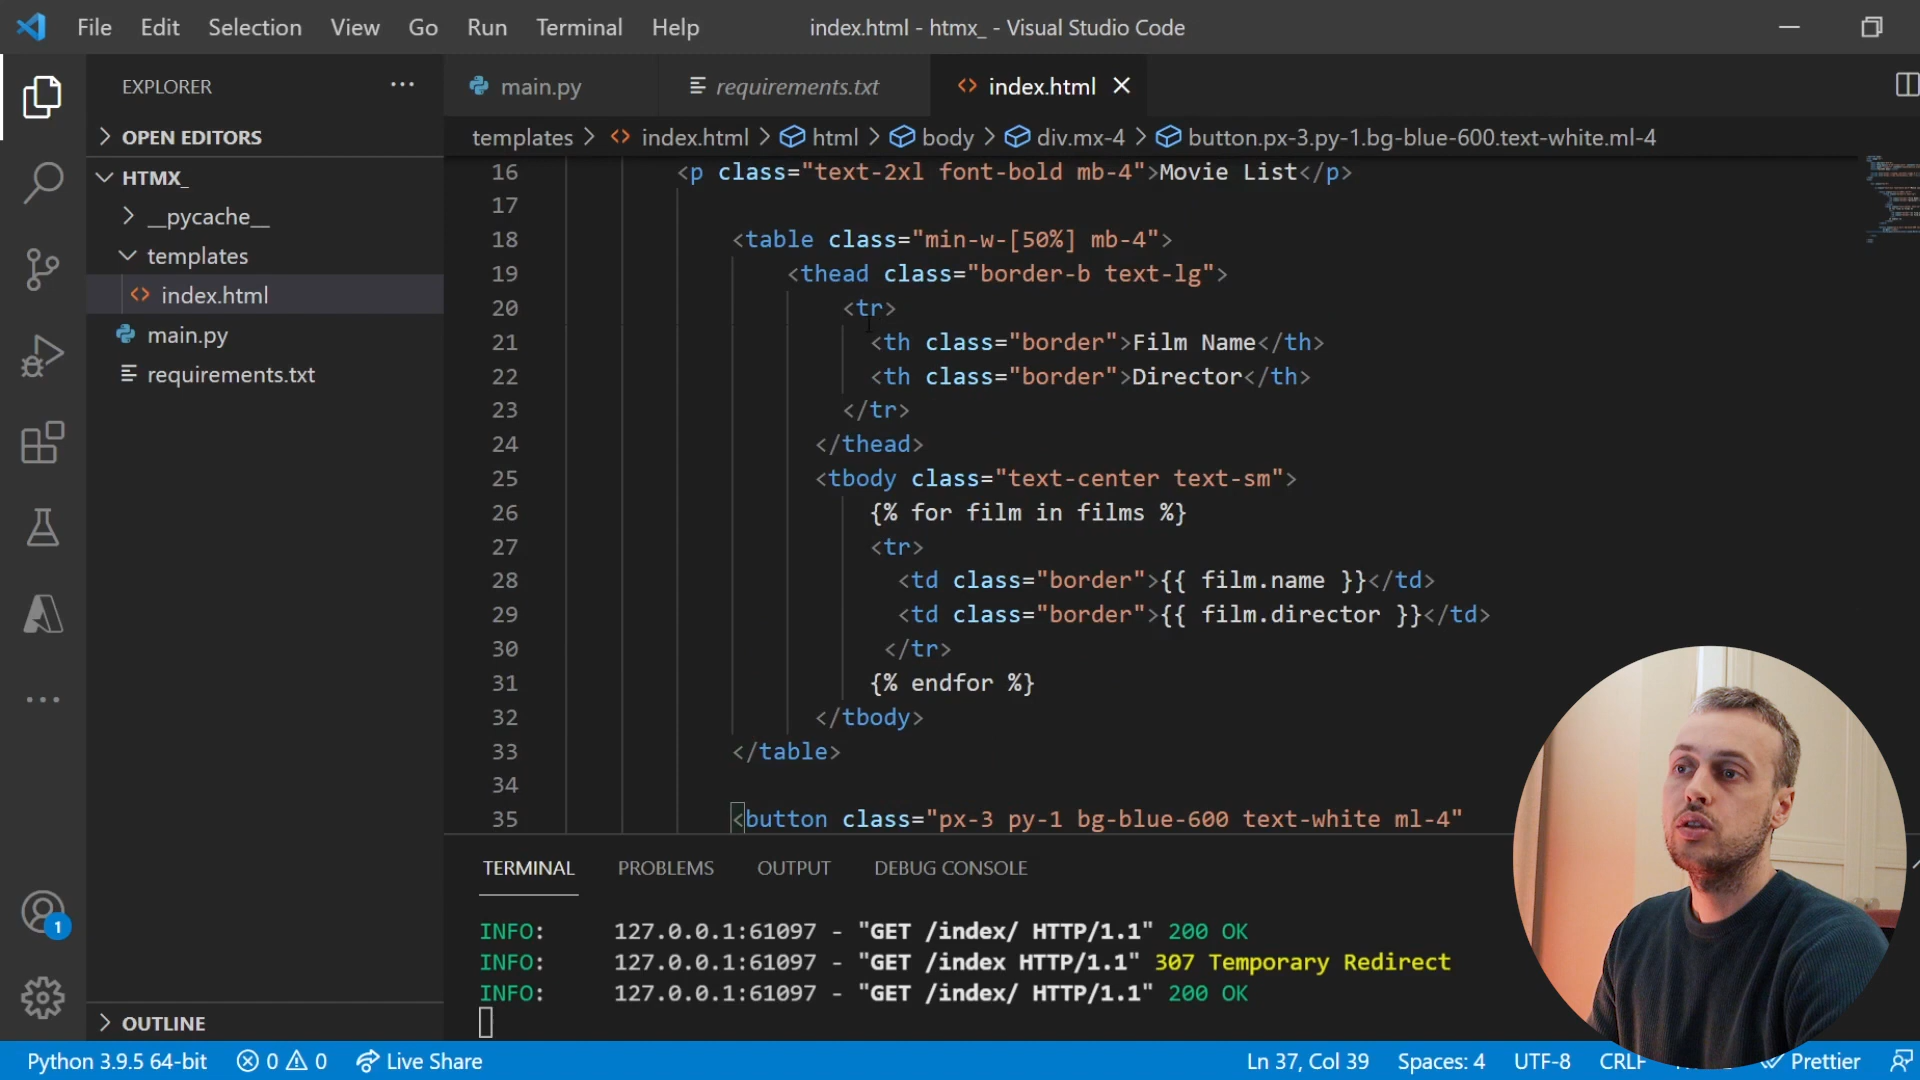 File Edit Selection View Go Run Terminal Help index.html - htmx_ - Visual Studio Code
EXPLORER ···
OPEN EDITORS
HTMX_
__pycache__
templates
index.html
main.py
requirements.txt
OUTLINE
main.py requirements.txt index.html
templates > index.html > html > body > div.mx-4 > button.px-3.py-1.bg-blue-600.text-white.ml-4
16 <p class="text-2xl font-bold mb-4">Movie List</p>
17
18 <table class="min-w-[50%] mb-4">
19 <thead class="border-b text-lg">
20 <tr>
21 <th class="border">Film Name</th>
22 <th class="border">Director</th>
23 </tr>
24 </thead>
25 <tbody class="text-center text-sm">
26 {% for film in films %}
27 <tr>
28 <td class="border">{{ film.name }}</td>
29 <td class="border">{{ film.director }}</td>
30 </tr>
31 {% endfor %}
32 </tbody>
33 </table>
34
35 <button class="px-3 py-1 bg-blue-600 text-white ml-4"
TERMINAL PROBLEMS OUTPUT DEBUG CONSOLE
INFO: 127.0.0.1:61097 - "GET /index/ HTTP/1.1" 200 OK
INFO: 127.0.0.1:61097 - "GET /index HTTP/1.1" 307 Temporary Redirect
INFO: 127.0.0.1:61097 - "GET /index/ HTTP/1.1" 200 OK
1
Python 3.9.5 64-bit 0 0 Live Share Ln 37, Col 39 Spaces: 4 UTF-8 CRLF Prettier